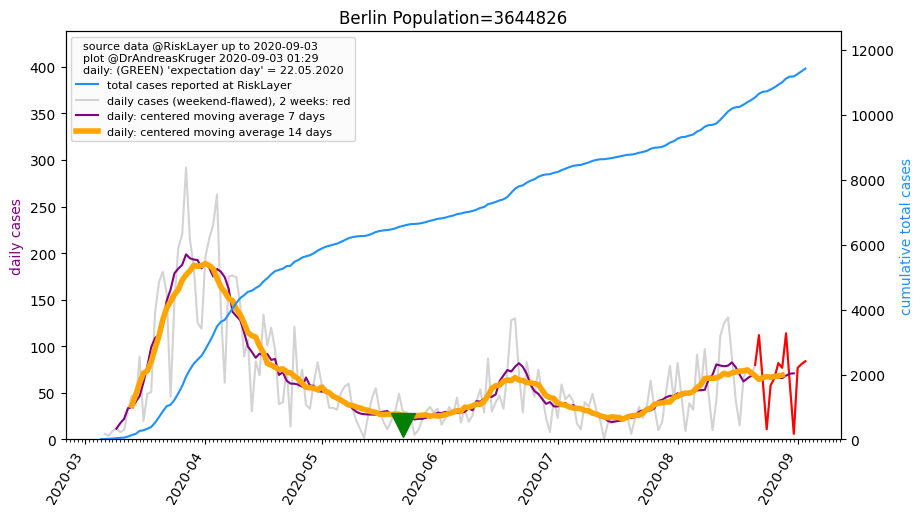 Berlin Population=3644826
source data @RiskLayer up to 2020-09-03
plot @DrAndreasKruger 2020-09-03 01:29
daily: (GREEN) 'expectation day' = 22.05.2020
total cases reported at RiskLayer
daily cases (weekend-flawed), 2 weeks: red
daily: centered moving average 7 days
daily: centered moving average 14 days
daily cases
400
350
300
250
200
150
100
50
0
cumulative total cases
12000
10000
8000
6000
4000
2000
0
2020-03
2020-04
2020-05
2020-06
2020-07
2020-08
2020-09